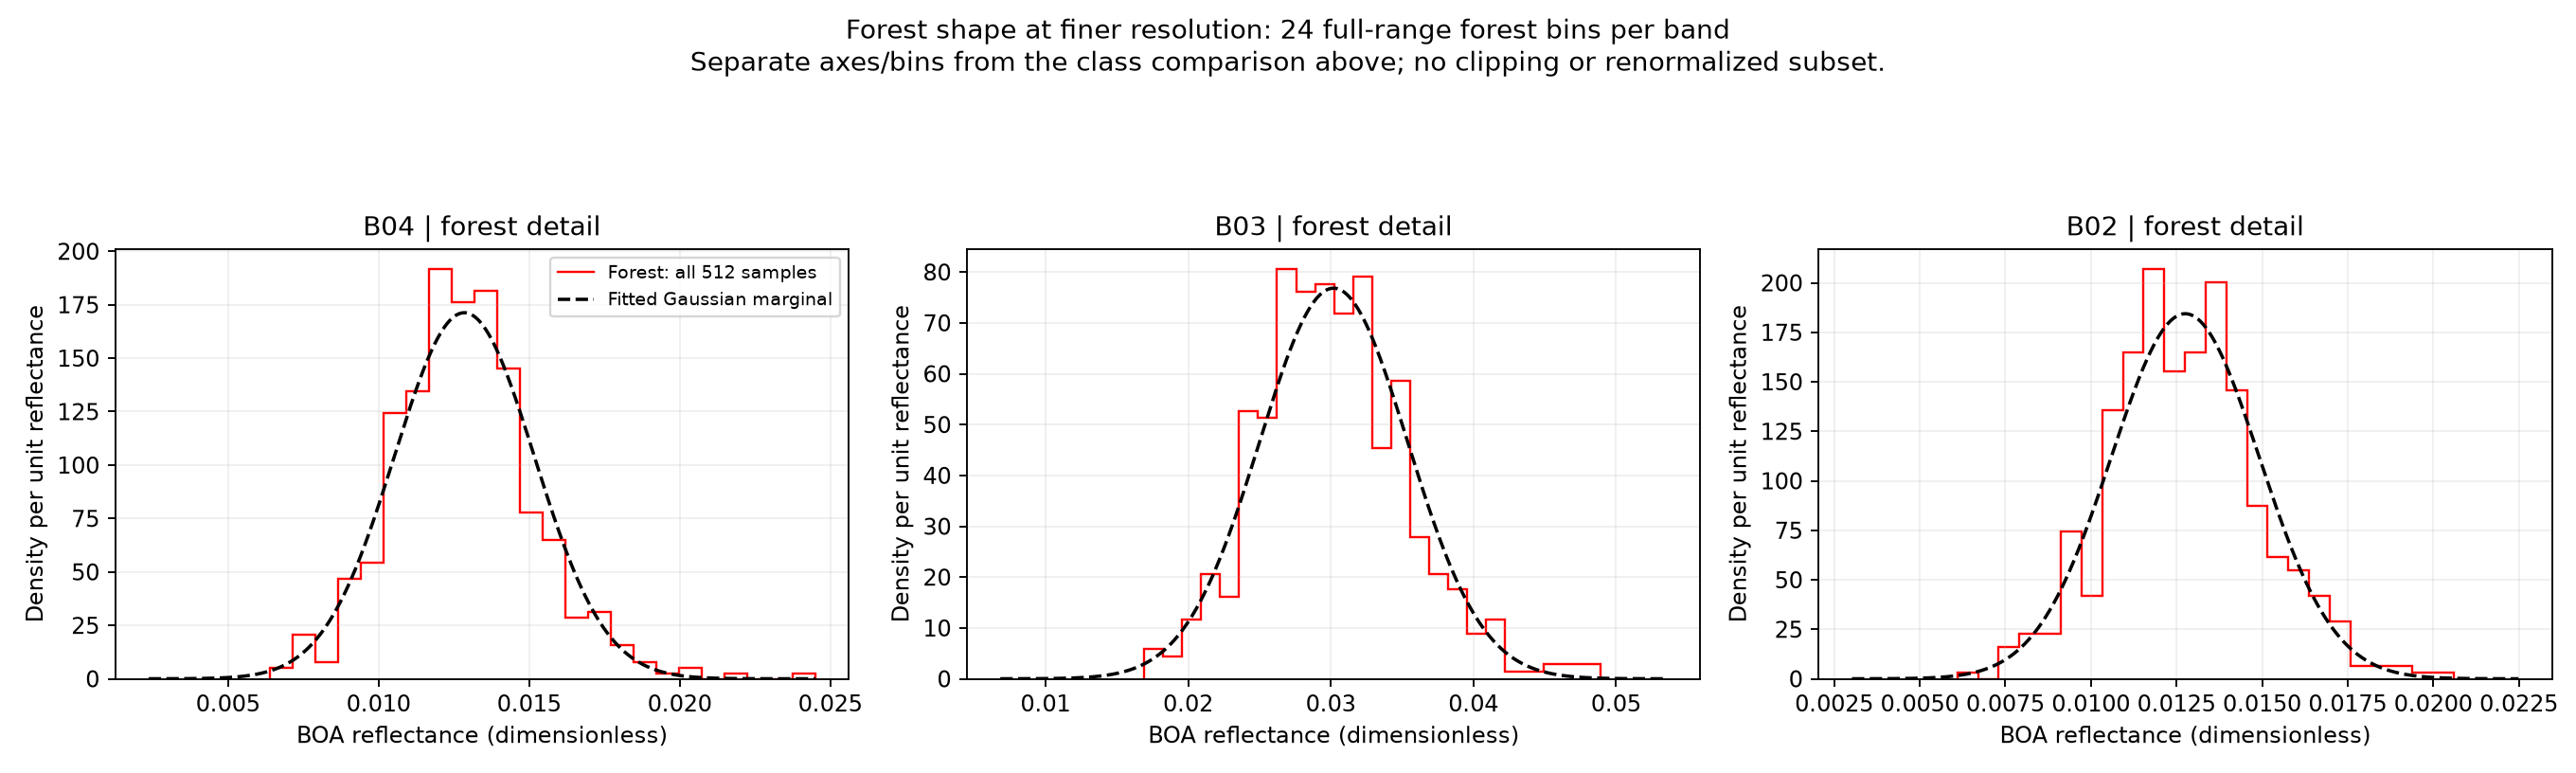 Forest shape at finer resolution: 24 full-range forest bins per band
Separate axes/bins from the class comparison above; no clipping or renormalized subset.
B04 | forest detail
200
175
150
125
100
75
50
25
0
Density per unit reflectance
Forest: all 512 samples
Fitted Gaussian marginal
0.005 0.010 0.015 0.020 0.025
BOA reflectance (dimensionless)
B03 | forest detail
80
70
60
50
40
30
20
10
0
Density per unit reflectance
0.01 0.02 0.03 0.04 0.05
BOA reflectance (dimensionless)
B02 | forest detail
200
175
150
125
100
75
50
25
0
Density per unit reflectance
0.0025 0.0050 0.0075 0.0100 0.0125 0.0150 0.0175 0.0200 0.0225
BOA reflectance (dimensionless)